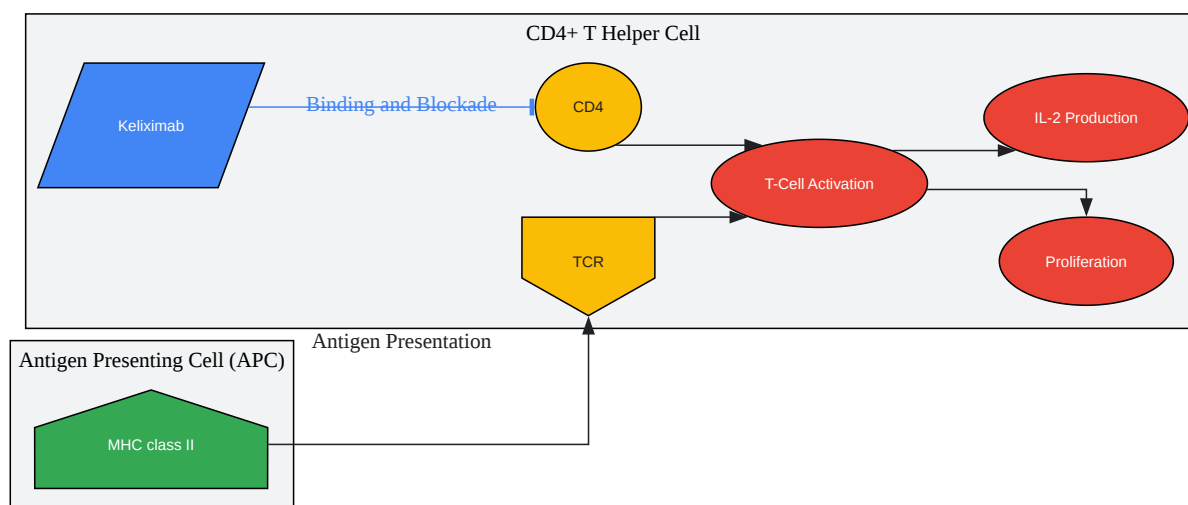 CD4+ T Helper Cell
Keliximab
Binding and Blockade
CD4
IL-2 Production
T-Cell Activation
TCR
Proliferation
Antigen Presentation
Antigen Presenting Cell (APC)
MHC class II